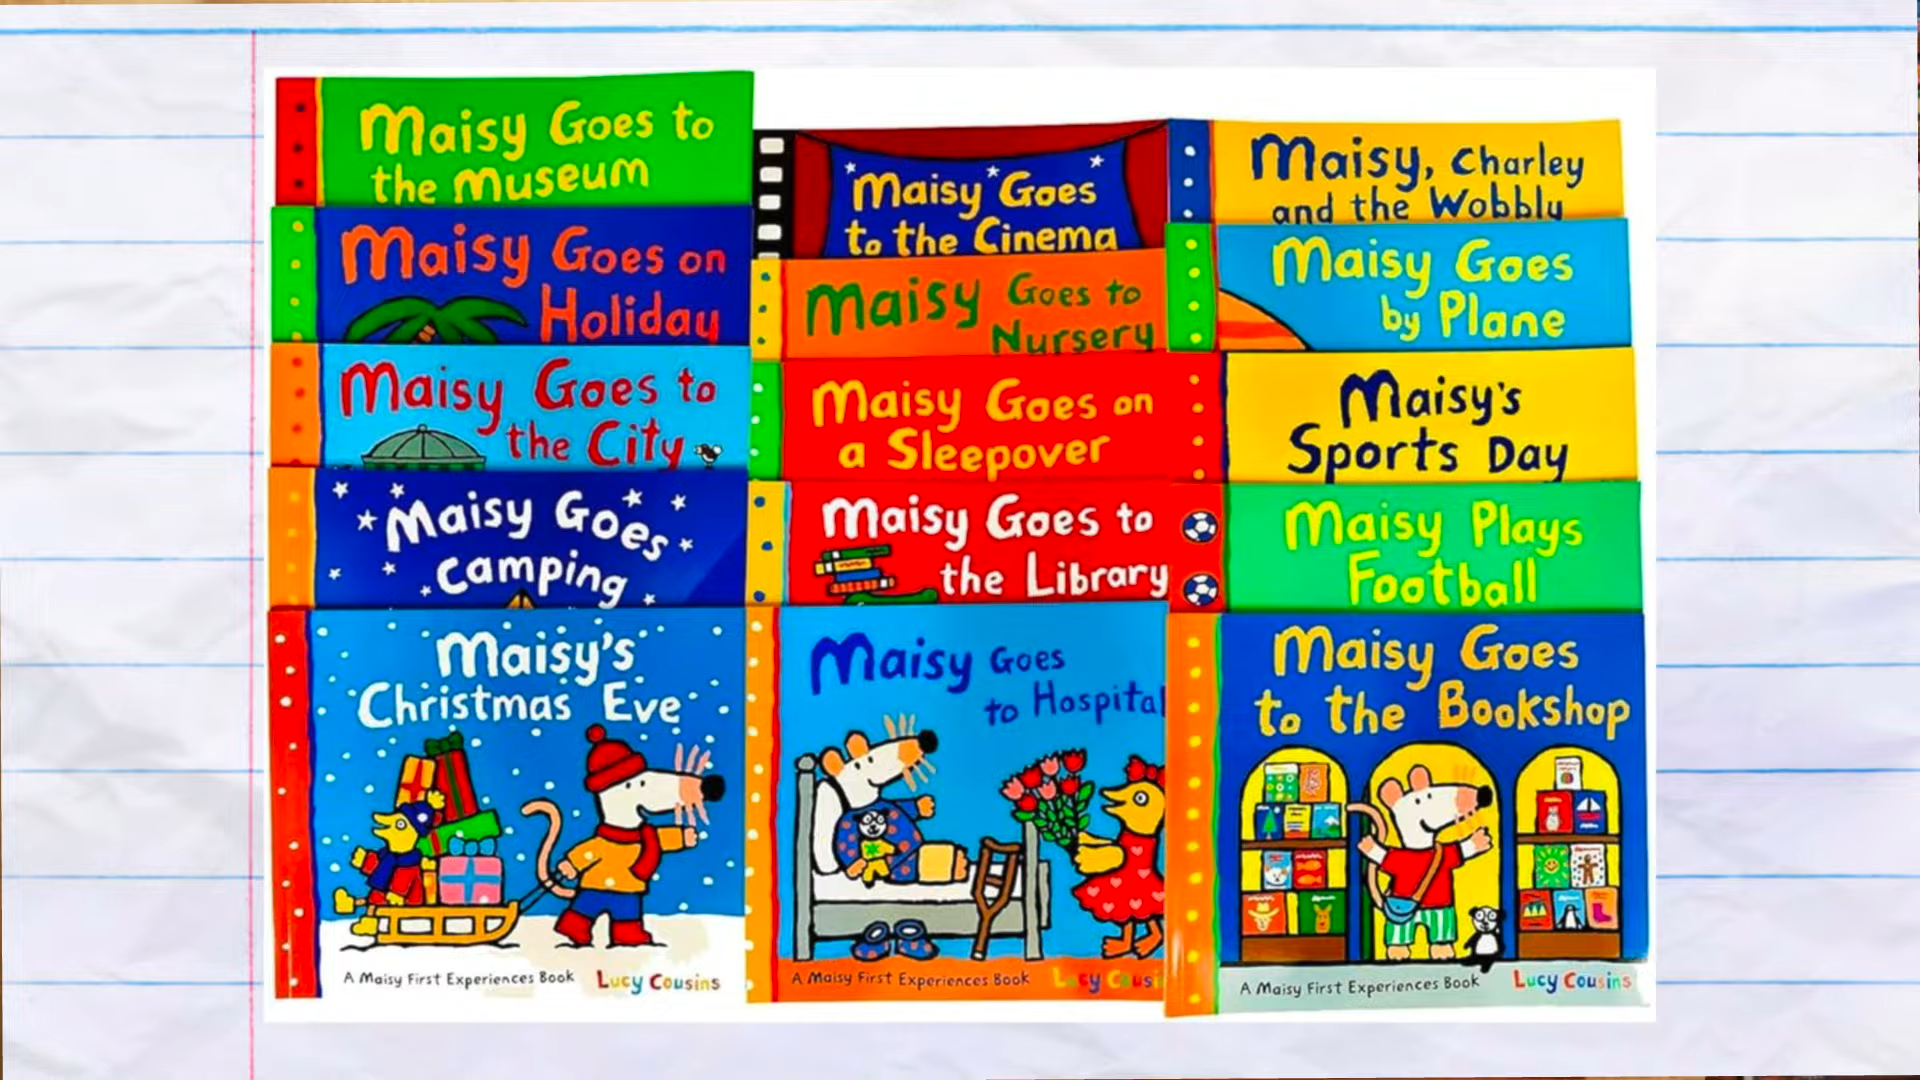 Maisy Goes to
the Museum
Maisy Goes on
Holiday
Maisy Goes to
the City
Maisy Goes
Camping
Maisy's
Christmas Eve
A Maisy First Experiences Book Lucy Cousins
Maisy Goes
to the Cinema
Maisy Goes to
Nursery
Maisy Goes on
a Sleepover
Maisy Goes to
the Library
Maisy Goes
to Hospital
A Maisy First Experiences Book Lucy Cousi
Maisy, Charley
and the Wobbly
Maisy Goes
by Plane
Maisy's
Sports Day
Maisy Plays
Football
Maisy Goes
to the Bookshop
A Maisy First Experiences Book Lucy Cousins